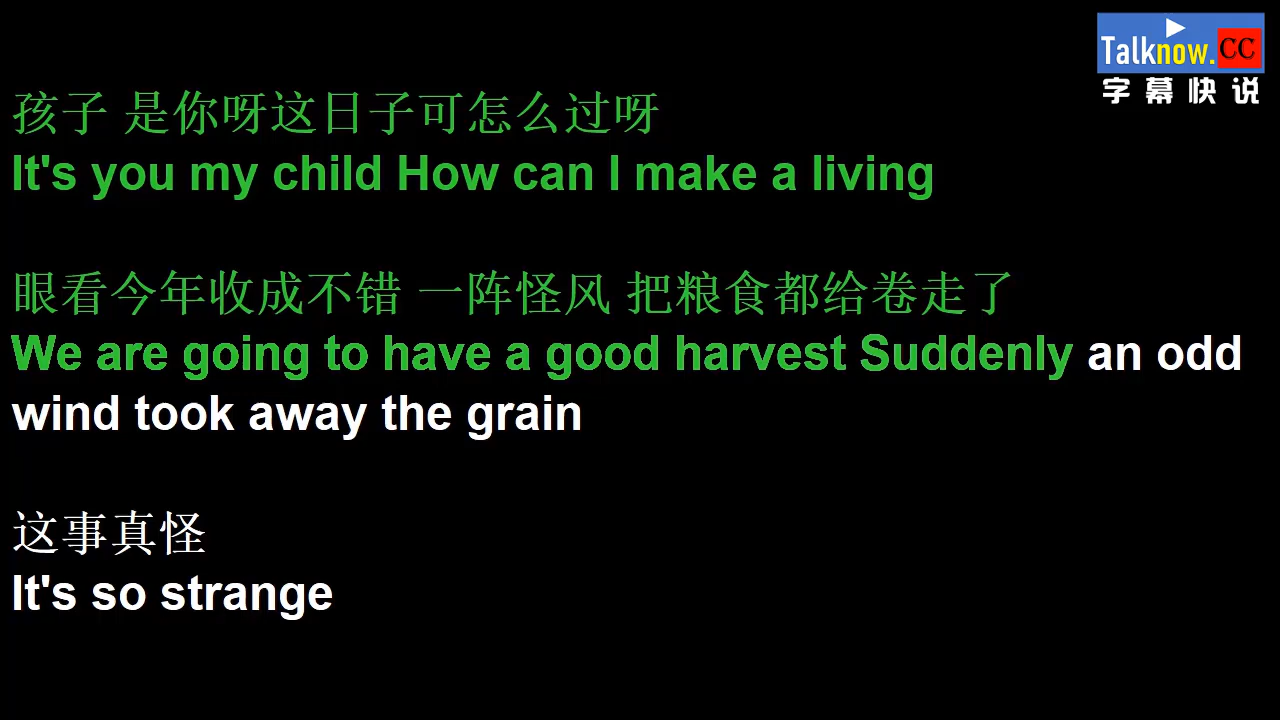 Talknow.CC
字幕快说
孩子 是你呀这日子可怎么过呀
It's you my child How can I make a living
眼看今年收成不错 一阵怪风 把粮食都给卷走了
We are going to have a good harvest Suddenly an odd
wind took away the grain
这事真怪
It's so strange